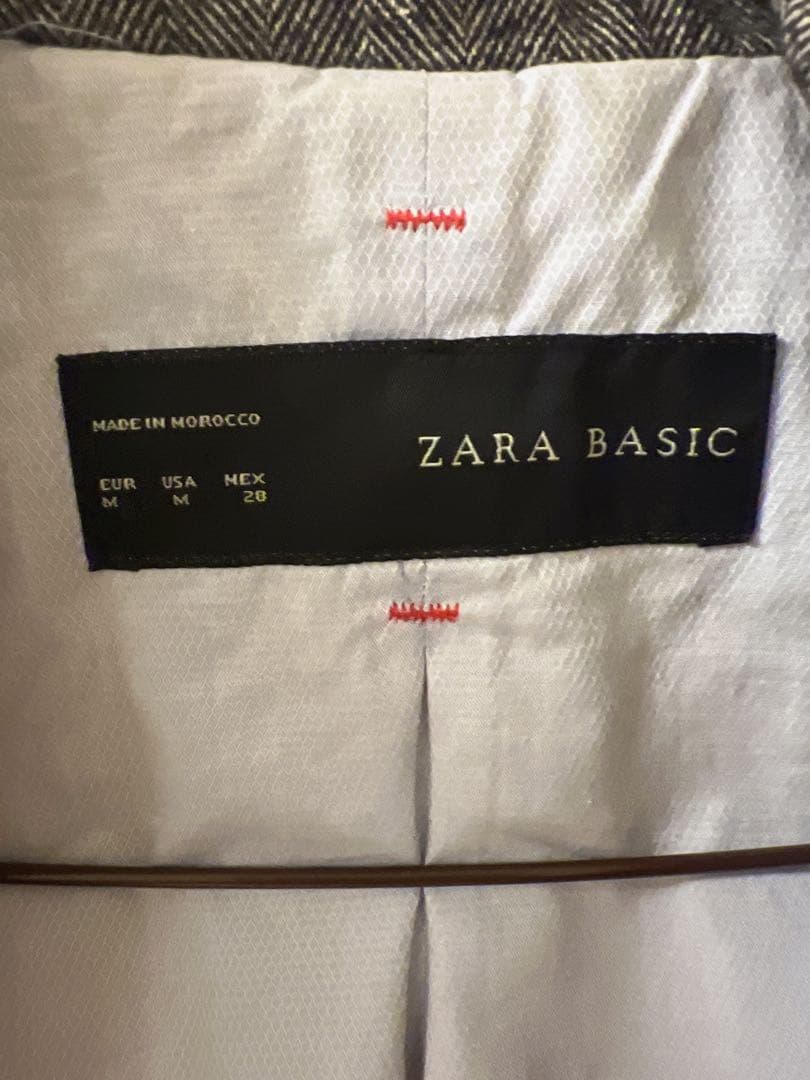 MADE IN MOROCCO
ZARA BASIC
EUR USA MEX
M M 28